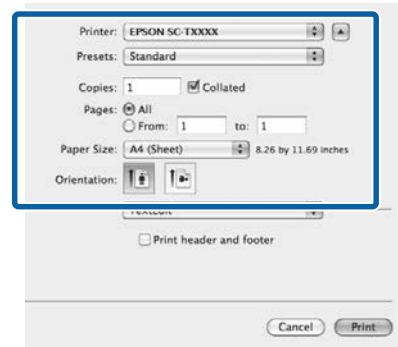 Printer: EPSON SC-TXXXX
Presets: Standard
Copies: 1 Collated
Pages: All
From: 1 to: 1
Paper Size: A4 (Sheet) 8.26 by 11.69 inches
Orientation:
TextEdit
Print header and footer
Cancel Print